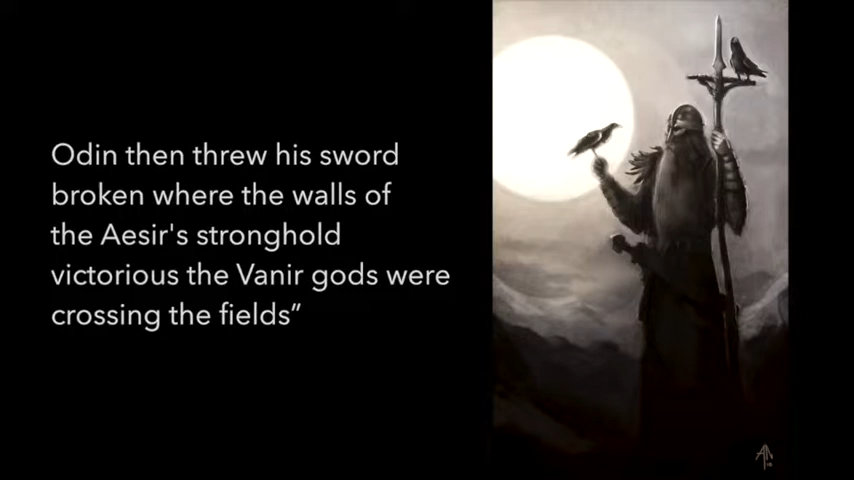 Odin then threw his sword
broken where the walls of
the Aesir's stronghold
victorious the Vanir gods were
crossing the fields”